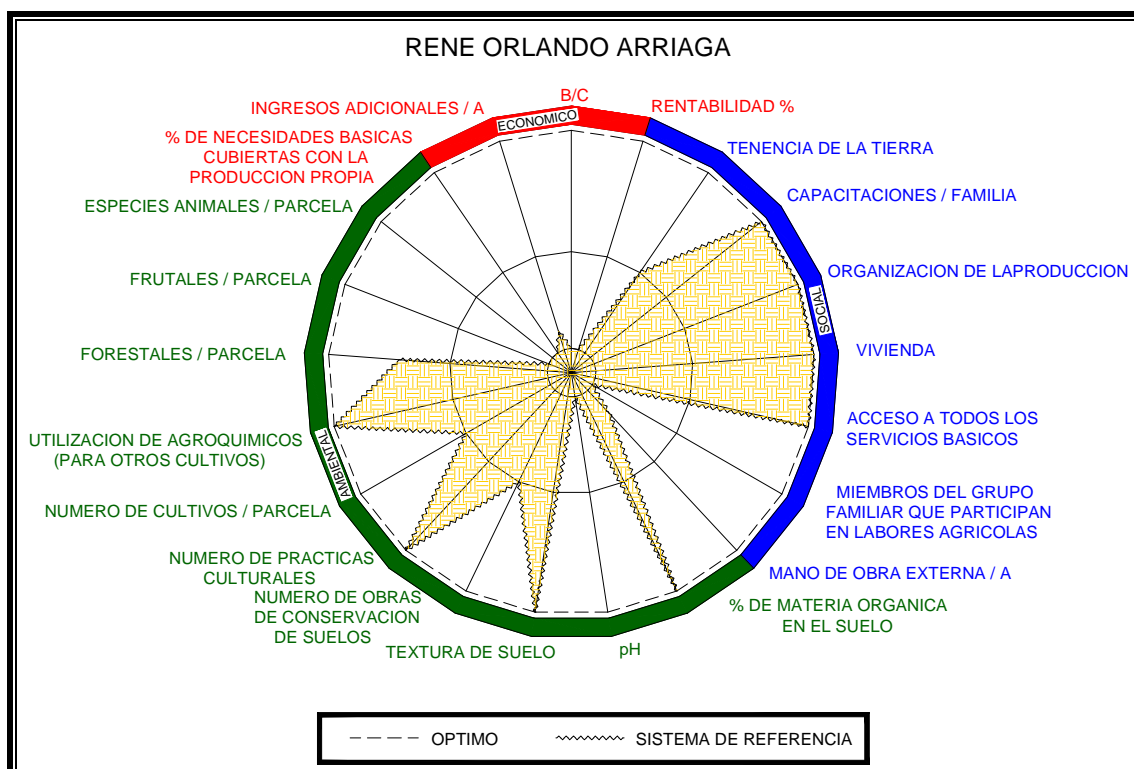 RENE ORLANDO ARRIAGA
B/C
INGRESOS ADICIONALES / A
RENTABILIDAD %
ECONOMICO
% DE NECESIDADES BASICAS
CUBIERTAS CON LA
PRODUCCION PROPIA
TENENCIA DE LA TIERRA
CAPACITACIONES / FAMILIA
ESPECIES ANIMALES / PARCELA
ORGANIZACION DE LAPRODUCCION
FRUTALES / PARCELA
SOCIAL
VIVIENDA
FORESTALES / PARCELA
ACCESO A TODOS LOS
SERVICIOS BASICOS
UTILIZACION DE AGROQUIMICOS
(PARA OTROS CULTIVOS)
AMBIENTAL
MIEMBROS DEL GRUPO
FAMILIAR QUE PARTICIPAN
EN LABORES AGRICOLAS
NUMERO DE CULTIVOS / PARCELA
NUMERO DE PRACTICAS
CULTURALES
MANO DE OBRA EXTERNA / A
NUMERO DE OBRAS
DE CONSERVACION
DE SUELOS
% DE MATERIA ORGANICA
EN EL SUELO
TEXTURA DE SUELO
pH
OPTIMO
SISTEMA DE REFERENCIA